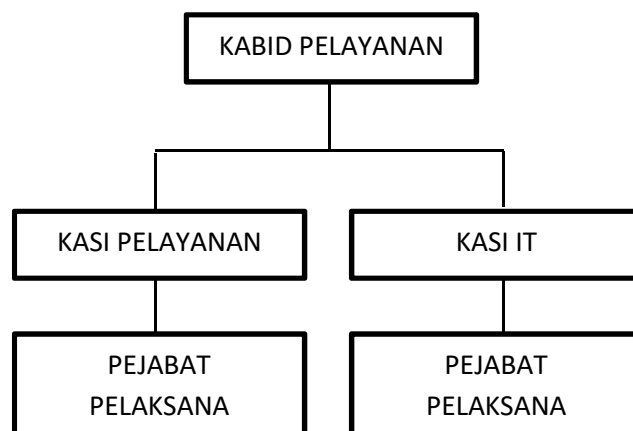 KABID PELAYANAN
KASI PELAYANAN
KASI IT
PEJABAT
PELAKSANA
PEJABAT
PELAKSANA